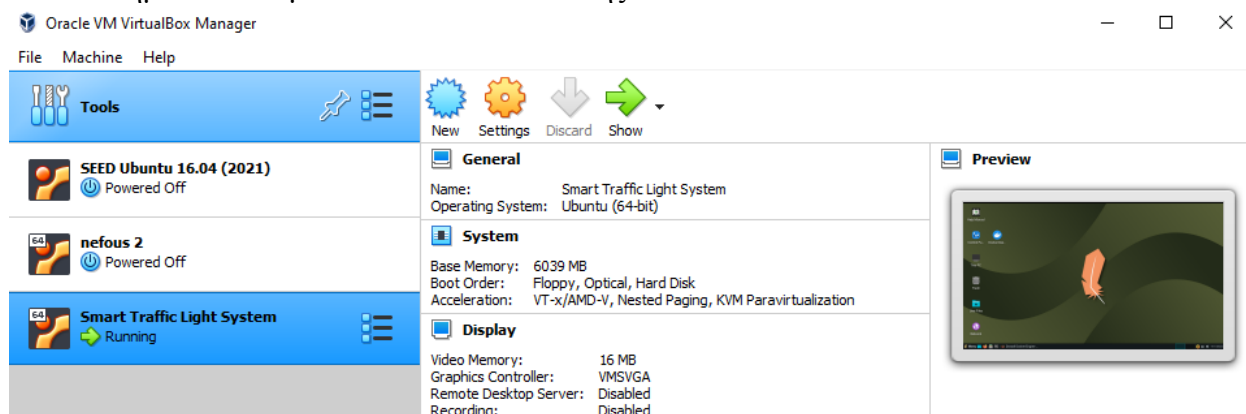 Oracle VM VirtualBox Manager
File Machine Help
Tools
New Settings Discard Show
SEED Ubuntu 16.04 (2021)
Powered Off
64
nefous 2
Powered Off
64
Smart Traffic Light System
Running
General
Name: Smart Traffic Light System
Operating System: Ubuntu (64-bit)
System
Base Memory: 6039 MB
Boot Order: Floppy, Optical, Hard Disk
Acceleration: VT-x/AMD-V, Nested Paging, KVM Paravirtualization
Display
Video Memory: 16 MB
Graphics Controller: VMSVGA
Remote Desktop Server: Disabled
Recording: Disabled
Preview